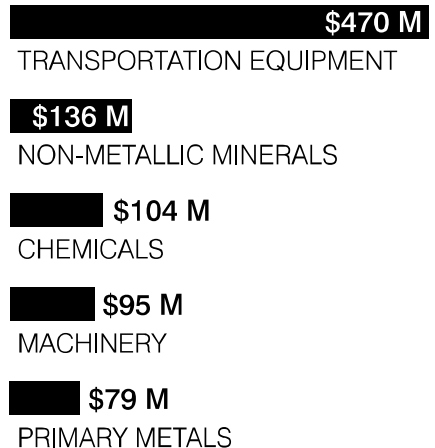 $470 M
TRANSPORTATION EQUIPMENT
$136 M
NON-METALLIC MINERALS
$104 M
CHEMICALS
$95 M
MACHINERY
$79 M
PRIMARY METALS